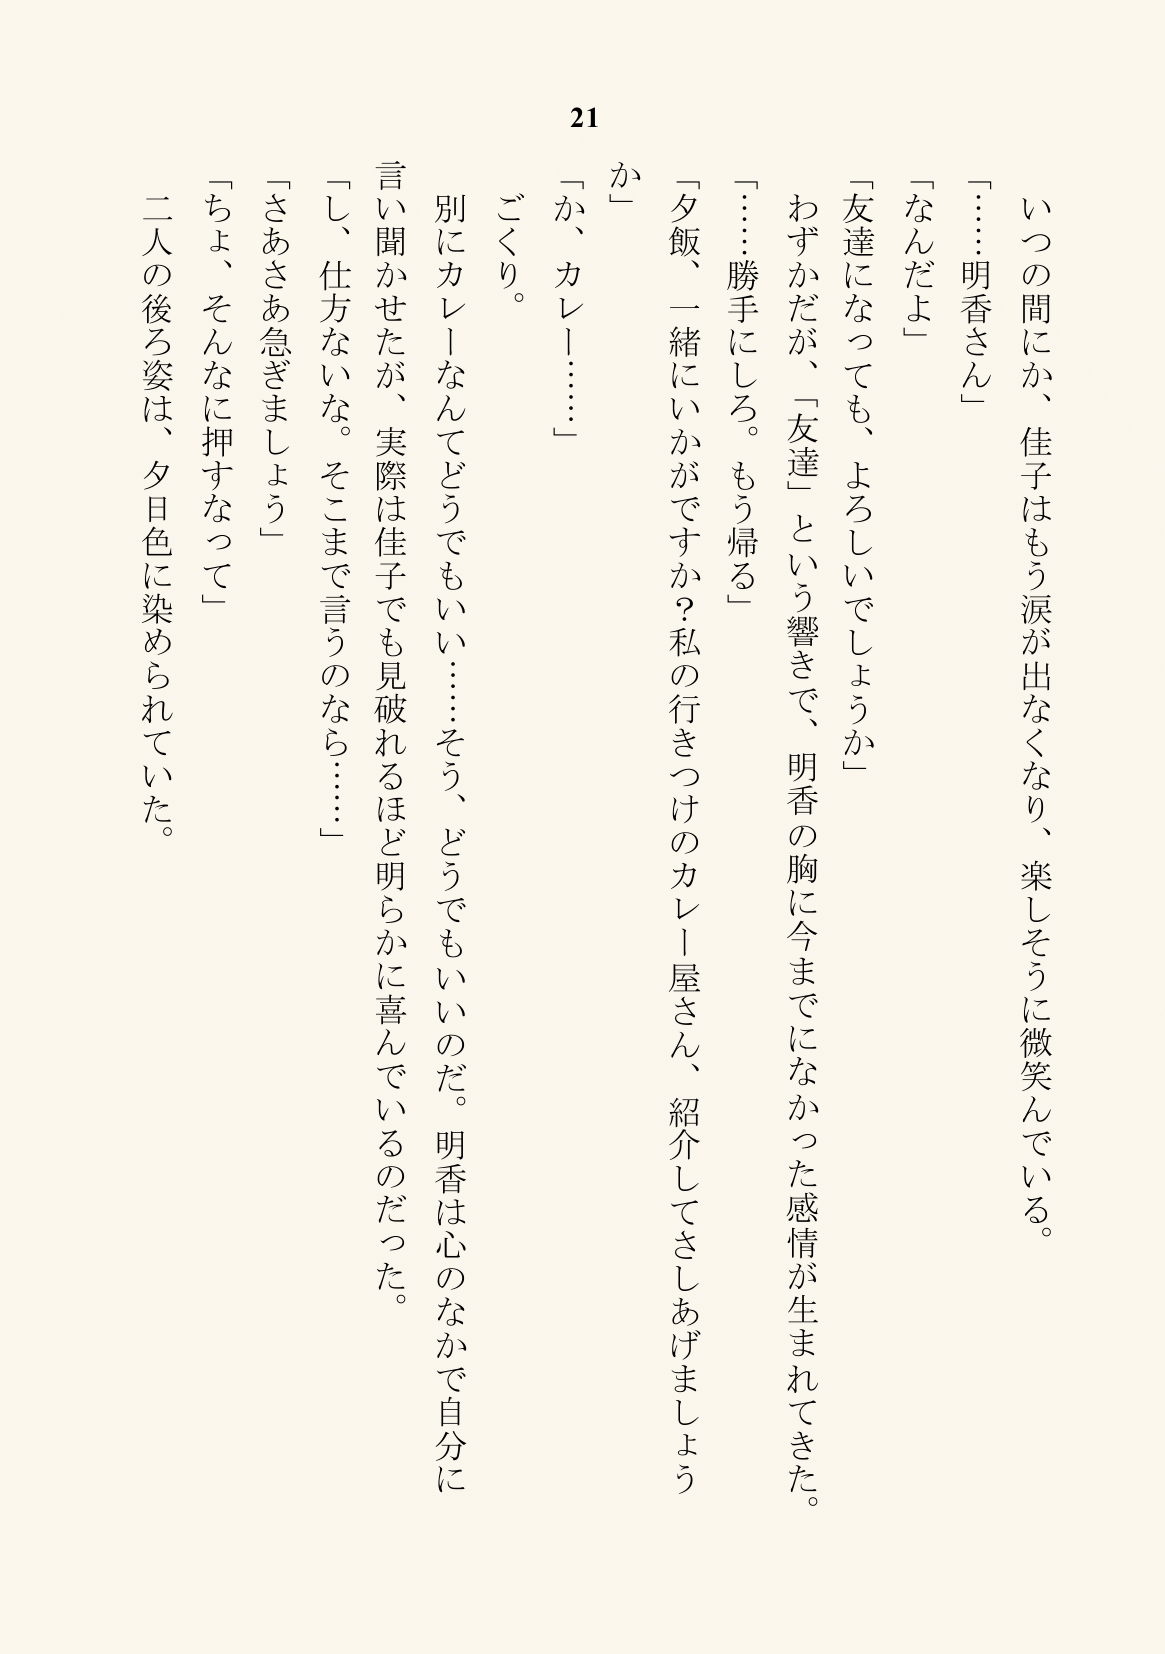 21
いつの間にか、佳子はもう涙が出なくなり、楽しそうに微笑んでいる。
「……明香さん」
「なんだよ」
「友達になっても、よろしいでしょうか」
わずかだが、「友達」という響きで、明香の胸に今までになかった感情が生まれてきた。
「……勝手にしろ。もう帰る」
「夕飯、一緒にいかがですか？私の行きつけのカレー屋さん、紹介してさしあげましょう
か」
「か、カレー……」
ごくり。
別にカレーなんてどうでもいい……そう、どうでもいいのだ。明香は心のなかで自分に
言い聞かせたが、実際は佳子でも見破れるほど明らかに喜んでいるのだった。
「し、仕方ないな。そこまで言うのなら……」
「さあさあ急ぎましょう」
「ちょ、そんなに押すなって」
二人の後ろ姿は、夕日色に染められていた。